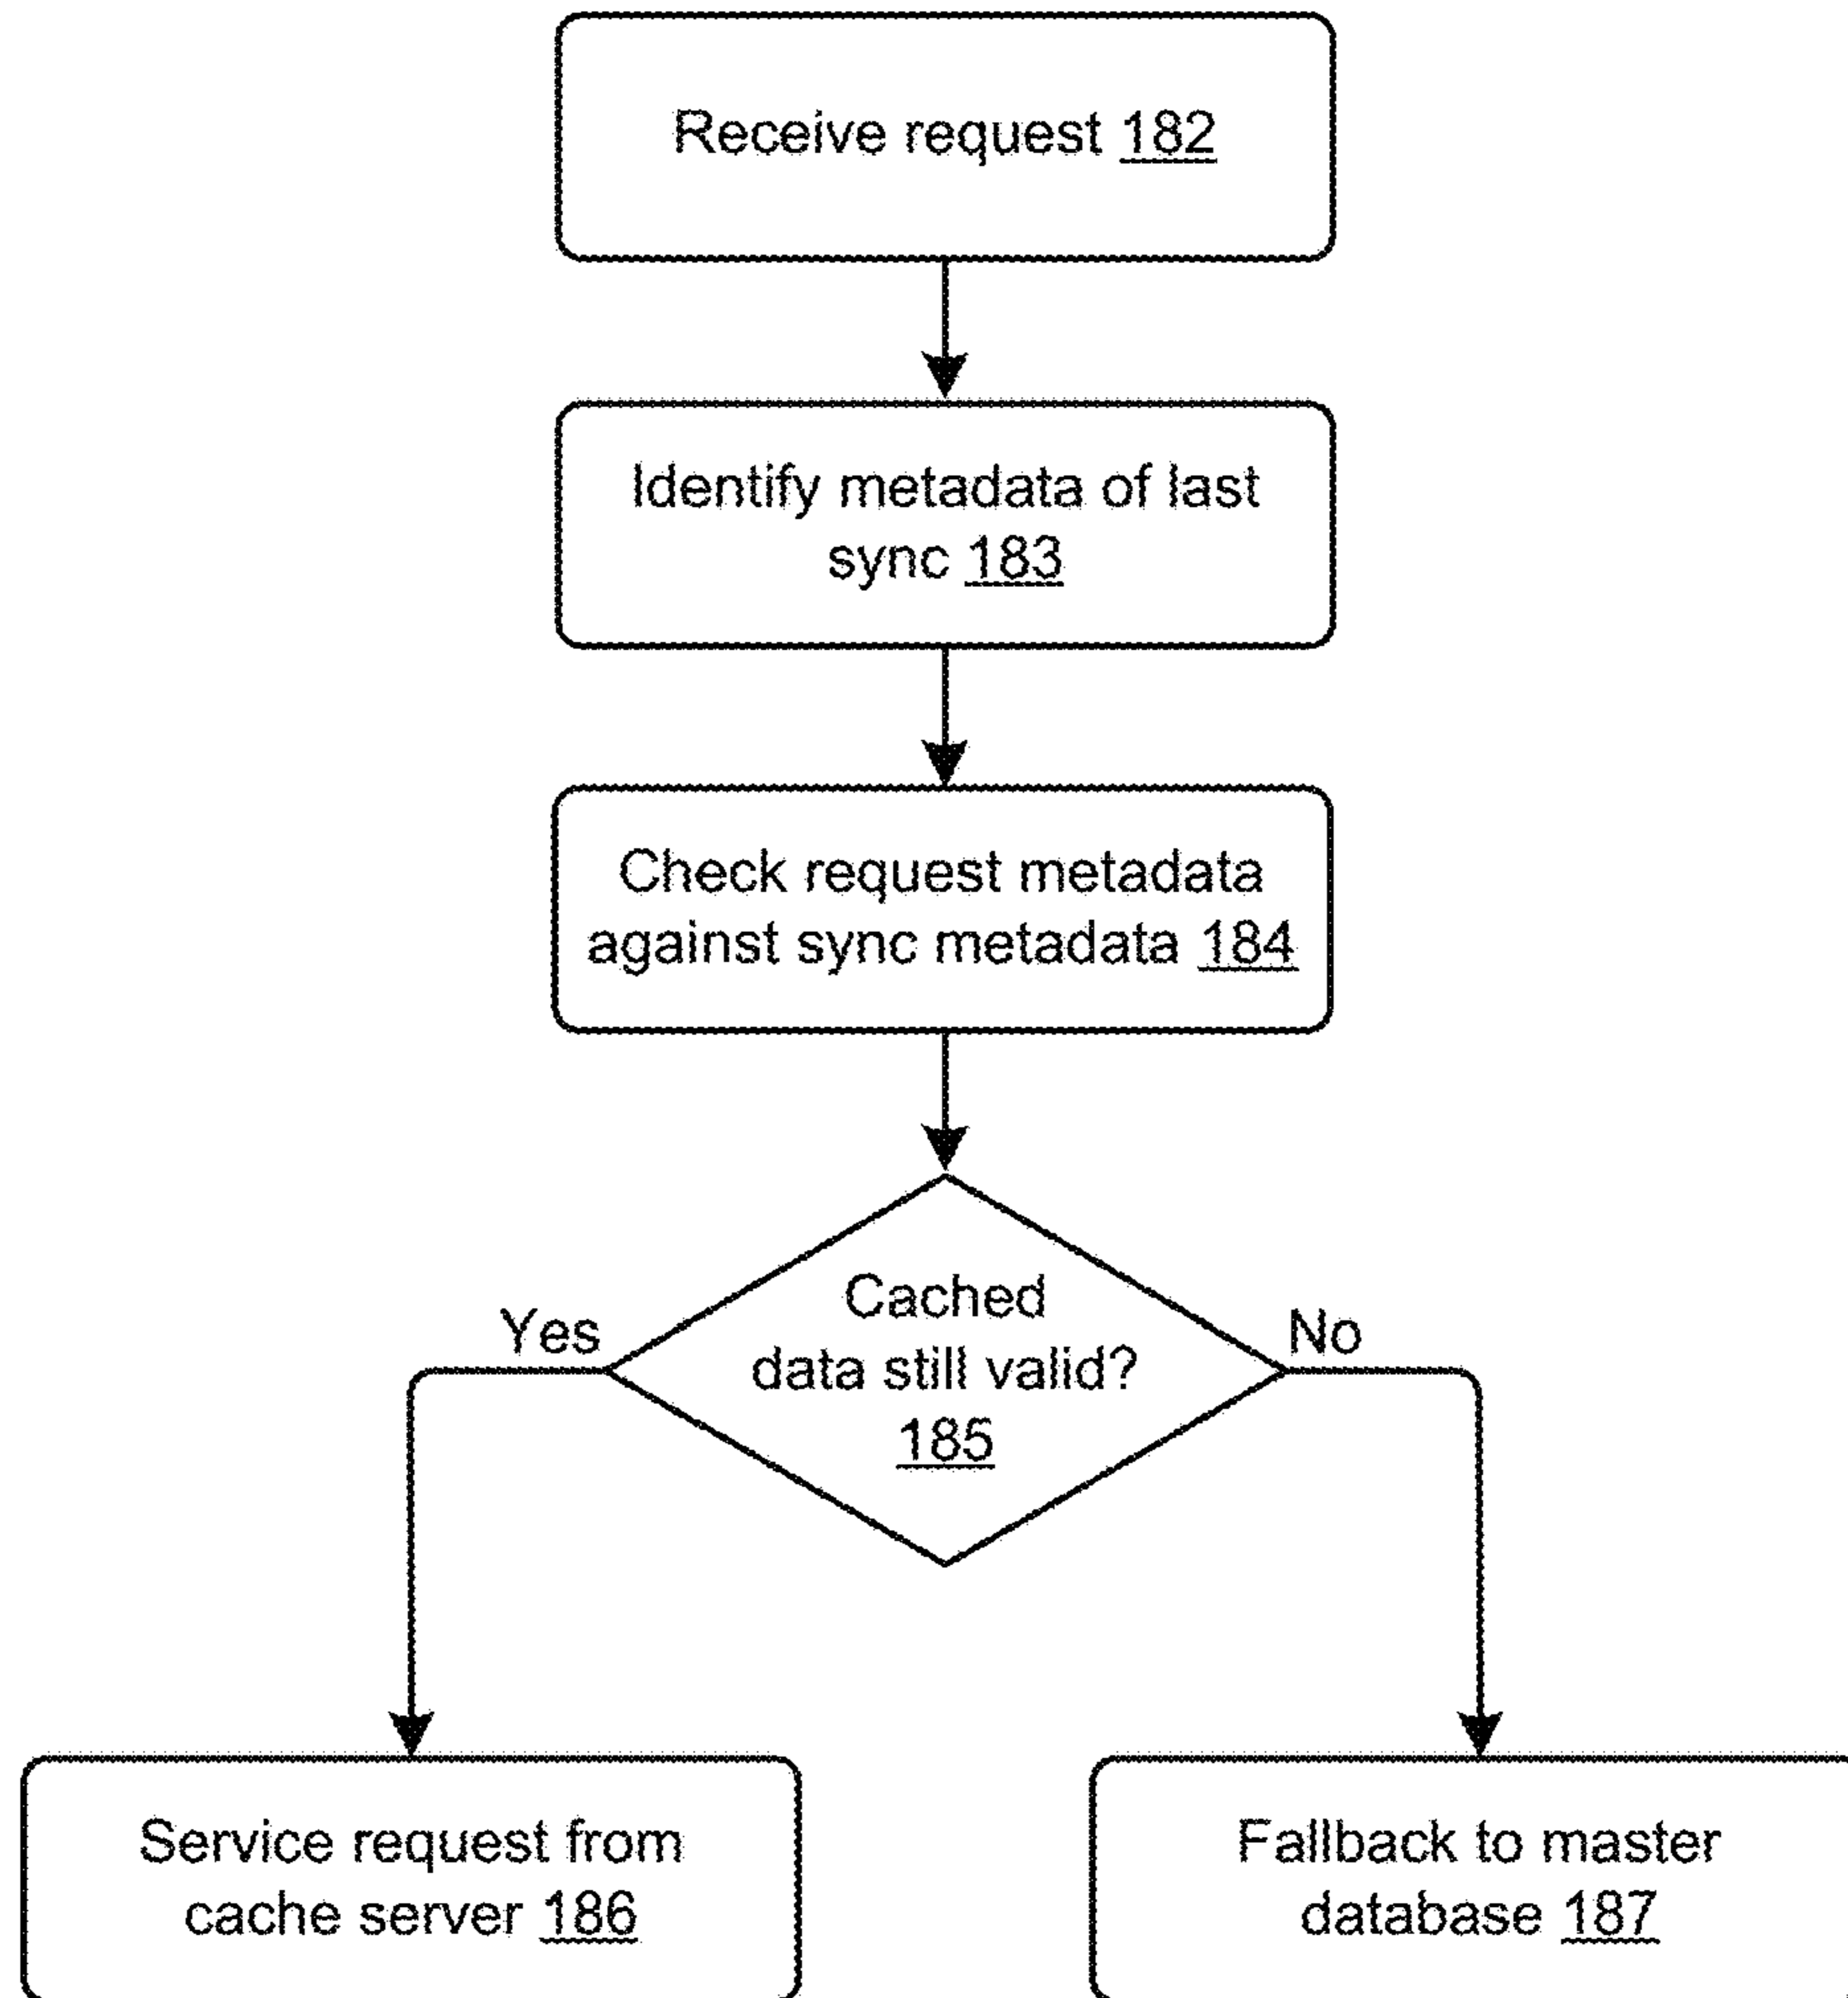 Receive request 182
Identify metadata of last
sync 183
Check request metadata
against sync metadata 184
Cached
data still valid?
185
Yes
No
Service request from
cache server 186
Fallback to master
database 187